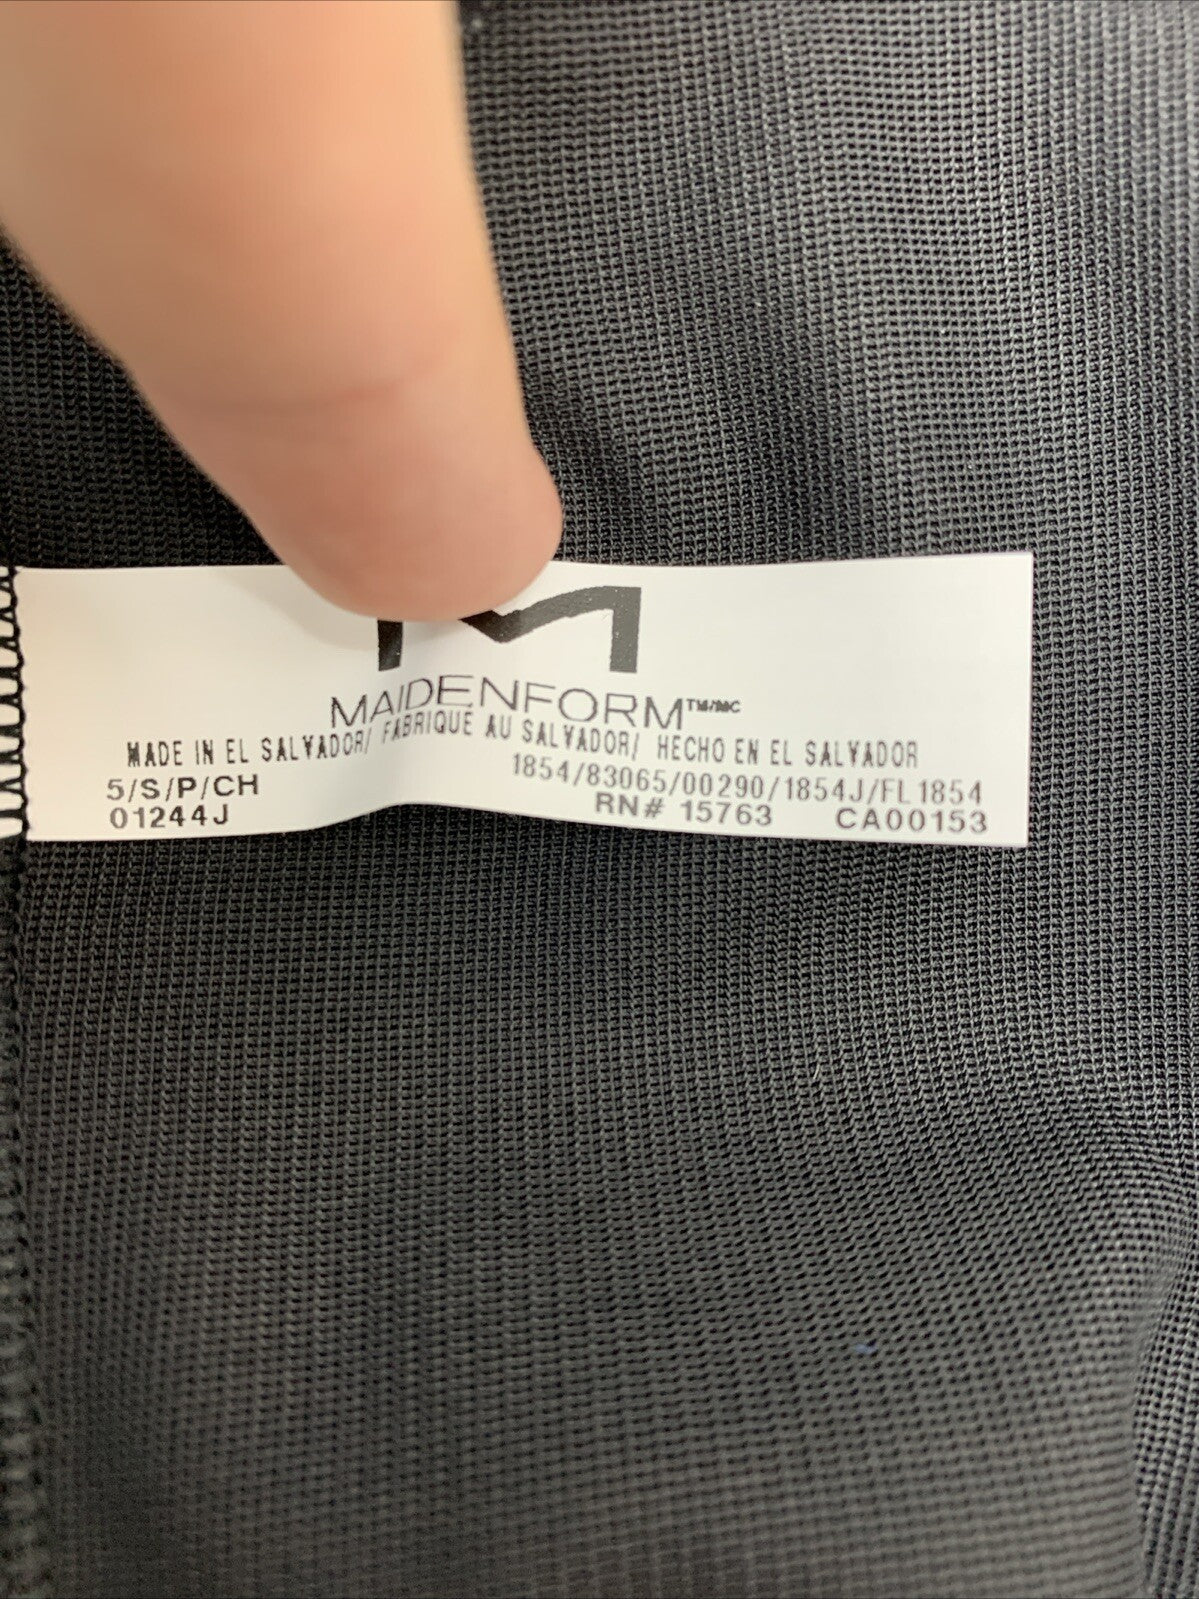 MAIDENFORM™/MC
MADE IN EL SALVADOR/ FABRIQUE AU SALVADOR/ HECHO EN EL SALVADOR
5/S/P/CH 1854/83065/00290/1854J/FL1854
01244J RN# 15763 CA00153